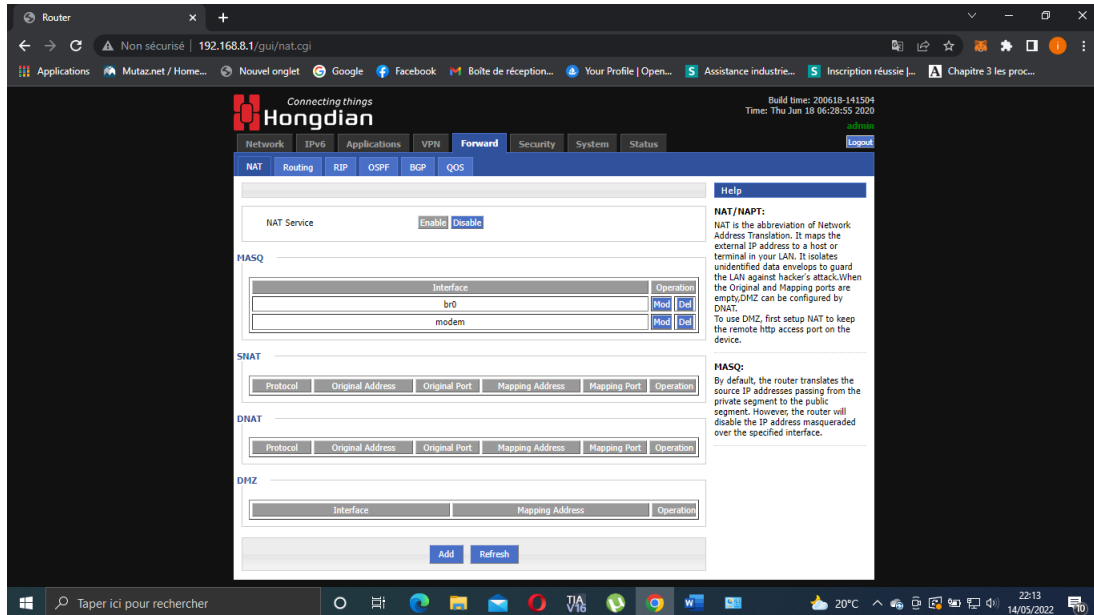 Router
Non sécurisé | 192.168.8.1/gui/nat.cgi
Applications Mutaz.net / Home... Nouvel onglet Google Facebook Boîte de réception... Your Profile | Open... Assistance industrie... Inscription réussie |... Chapitre 3 les proc...
Connecting things
Hongdian
Build time: 200618-141504
Time: Thu Jun 18 06:28:55 2020
admin
Logout
Network IPv6 Applications VPN Forward Security System Status
NAT Routing RIP OSPF BGP QOS
NAT Service Enable Disable
MASQ
Interface Operation
br0 Mod Del
modem Mod Del
SNAT
Protocol Original Address Original Port Mapping Address Mapping Port Operation
DNAT
Protocol Original Address Original Port Mapping Address Mapping Port Operation
DMZ
Interface Mapping Address Operation
Add Refresh
Help
NAT/NAPT:
NAT is the abbreviation of Network
Address Translation. It maps the
external IP address to a host or
terminal in your LAN. It isolates
unidentified data envelops to guard
the LAN against hacker's attack.When
the Original and Mapping ports are
empty,DMZ can be configured by
DNAT.
To use DMZ, first setup NAT to keep
the remote http access port on the
device.
MASQ:
By default, the router translates the
source IP addresses passing from the
private segment to the public
segment. However, the router will
disable the IP address masqueraded
over the specified interface.
Taper ici pour rechercher
TIA V16
20°C
22:13
14/05/2022
10